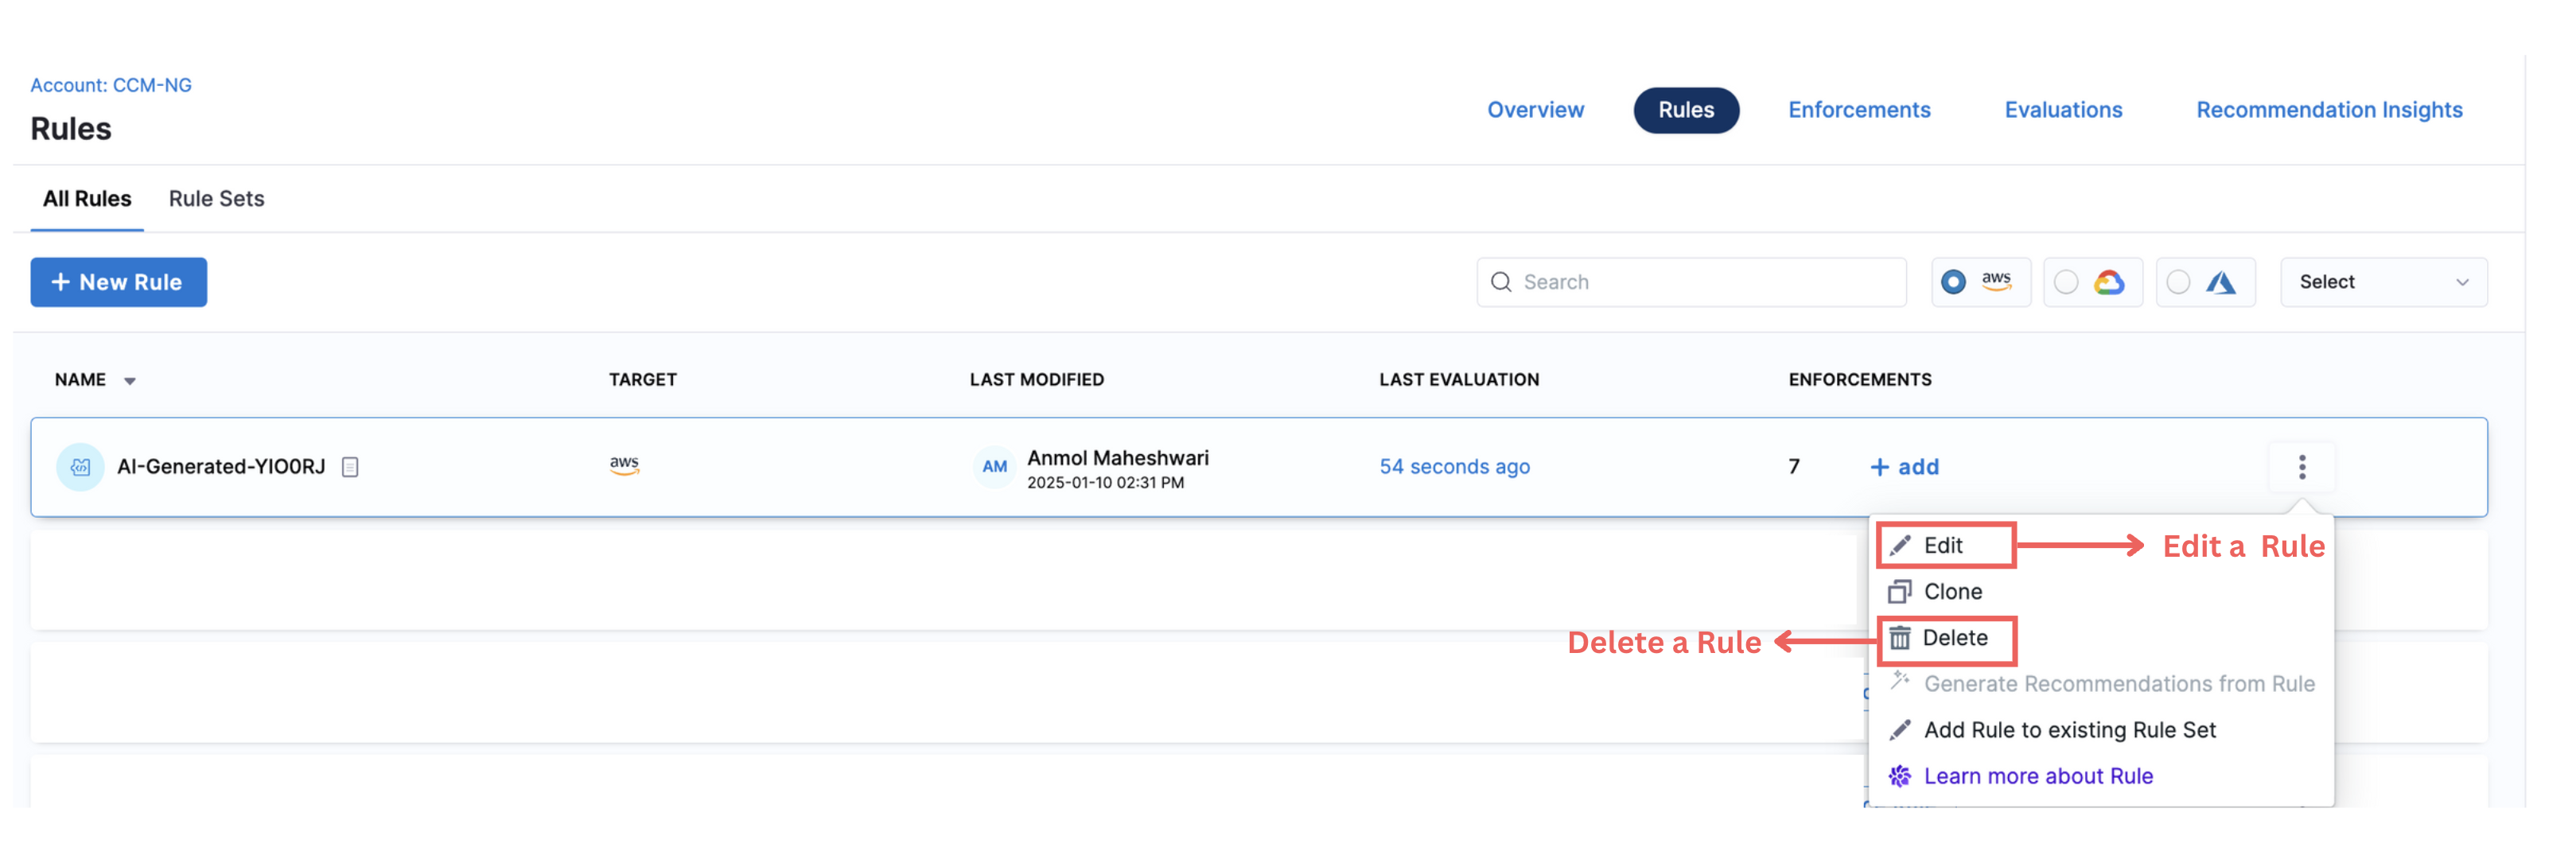 Account: CCM-NG
Rules
Overview
Rules
Enforcements
Evaluations
Recommendation Insights
All Rules
Rule Sets
+ New Rule
Search
aws
Select
NAME
TARGET
LAST MODIFIED
LAST EVALUATION
ENFORCEMENTS
AI-Generated-YIO0RJ
aws
AM
Anmol Maheshwari
2025-01-10 02:31 PM
54 seconds ago
7
+ add
Edit
Edit a Rule
Clone
Delete a Rule
Delete
Generate Recommendations from Rule
Add Rule to existing Rule Set
Learn more about Rule